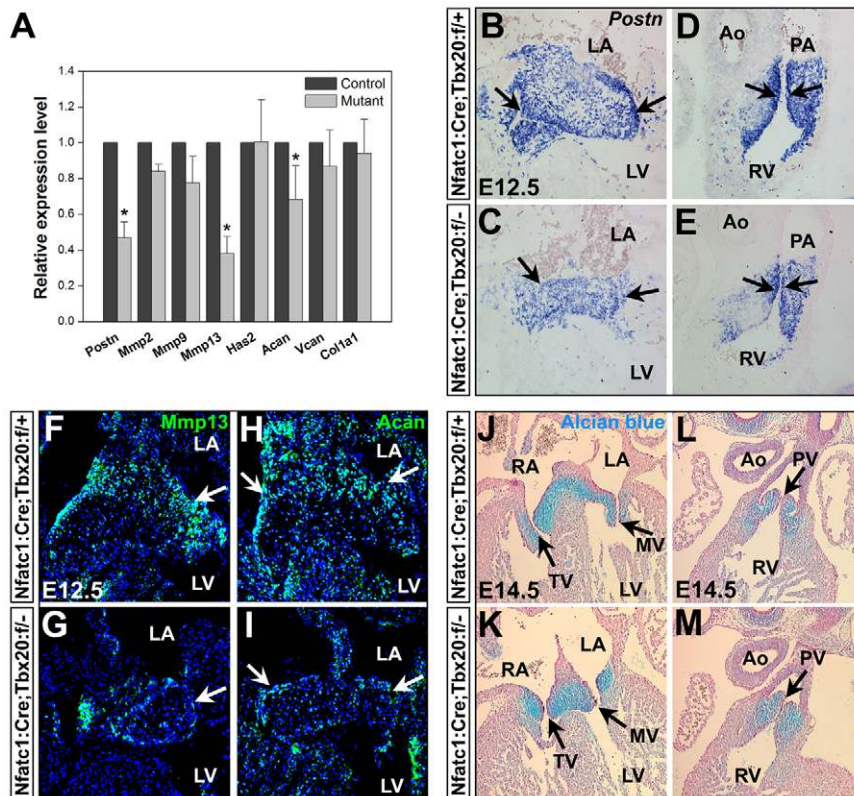 A
Relative expression level
1.4
1.2
1.0
0.8
0.6
0.4
0.2
0.0
Control
Mutant
*
*
*
Postn
Mmp2
Mmp9
Mmp13
Has2
Acan
Vcan
Col1a1
Nfatc1:Cre;Tbx20:f/+
B
Postn
LA
LV
E12.5
D
Ao
PA
RV
Nfatc1:Cre;Tbx20:f/-
C
LA
LV
E
Ao
PA
RV
Nfatc1:Cre;Tbx20:f/+
F
Mmp13
LA
LV
E12.5
H
Acan
LA
LV
Nfatc1:Cre;Tbx20:f/-
G
LA
LV
I
LA
LV
Nfatc1:Cre;Tbx20:f/+
J
Alcian blue
RA
LA
TV
MV
LV
E14.5
L
Ao
PV
RV
E14.5
Nfatc1:Cre;Tbx20:f/-
K
RA
LA
TV
MV
LV
M
Ao
PV
RV